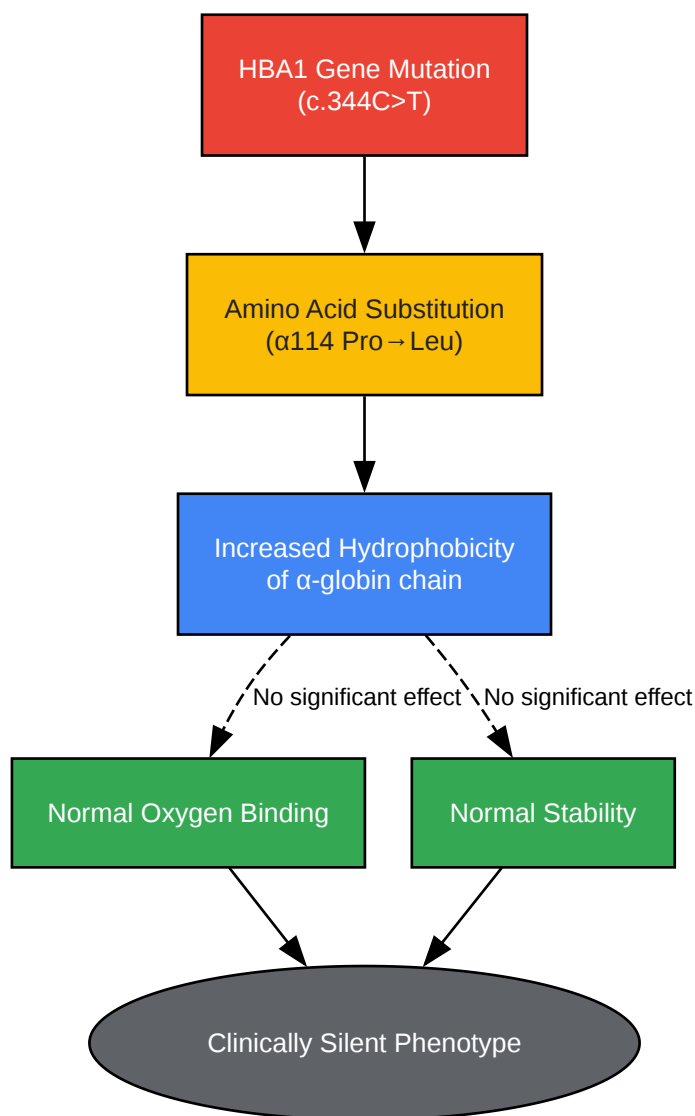 HBA1 Gene Mutation
(c.344C>T)
Amino Acid Substitution
(α114 Pro→Leu)
Increased Hydrophobicity
of α-globin chain
No significant effect
No significant effect
Normal Oxygen Binding
Normal Stability
Clinically Silent Phenotype